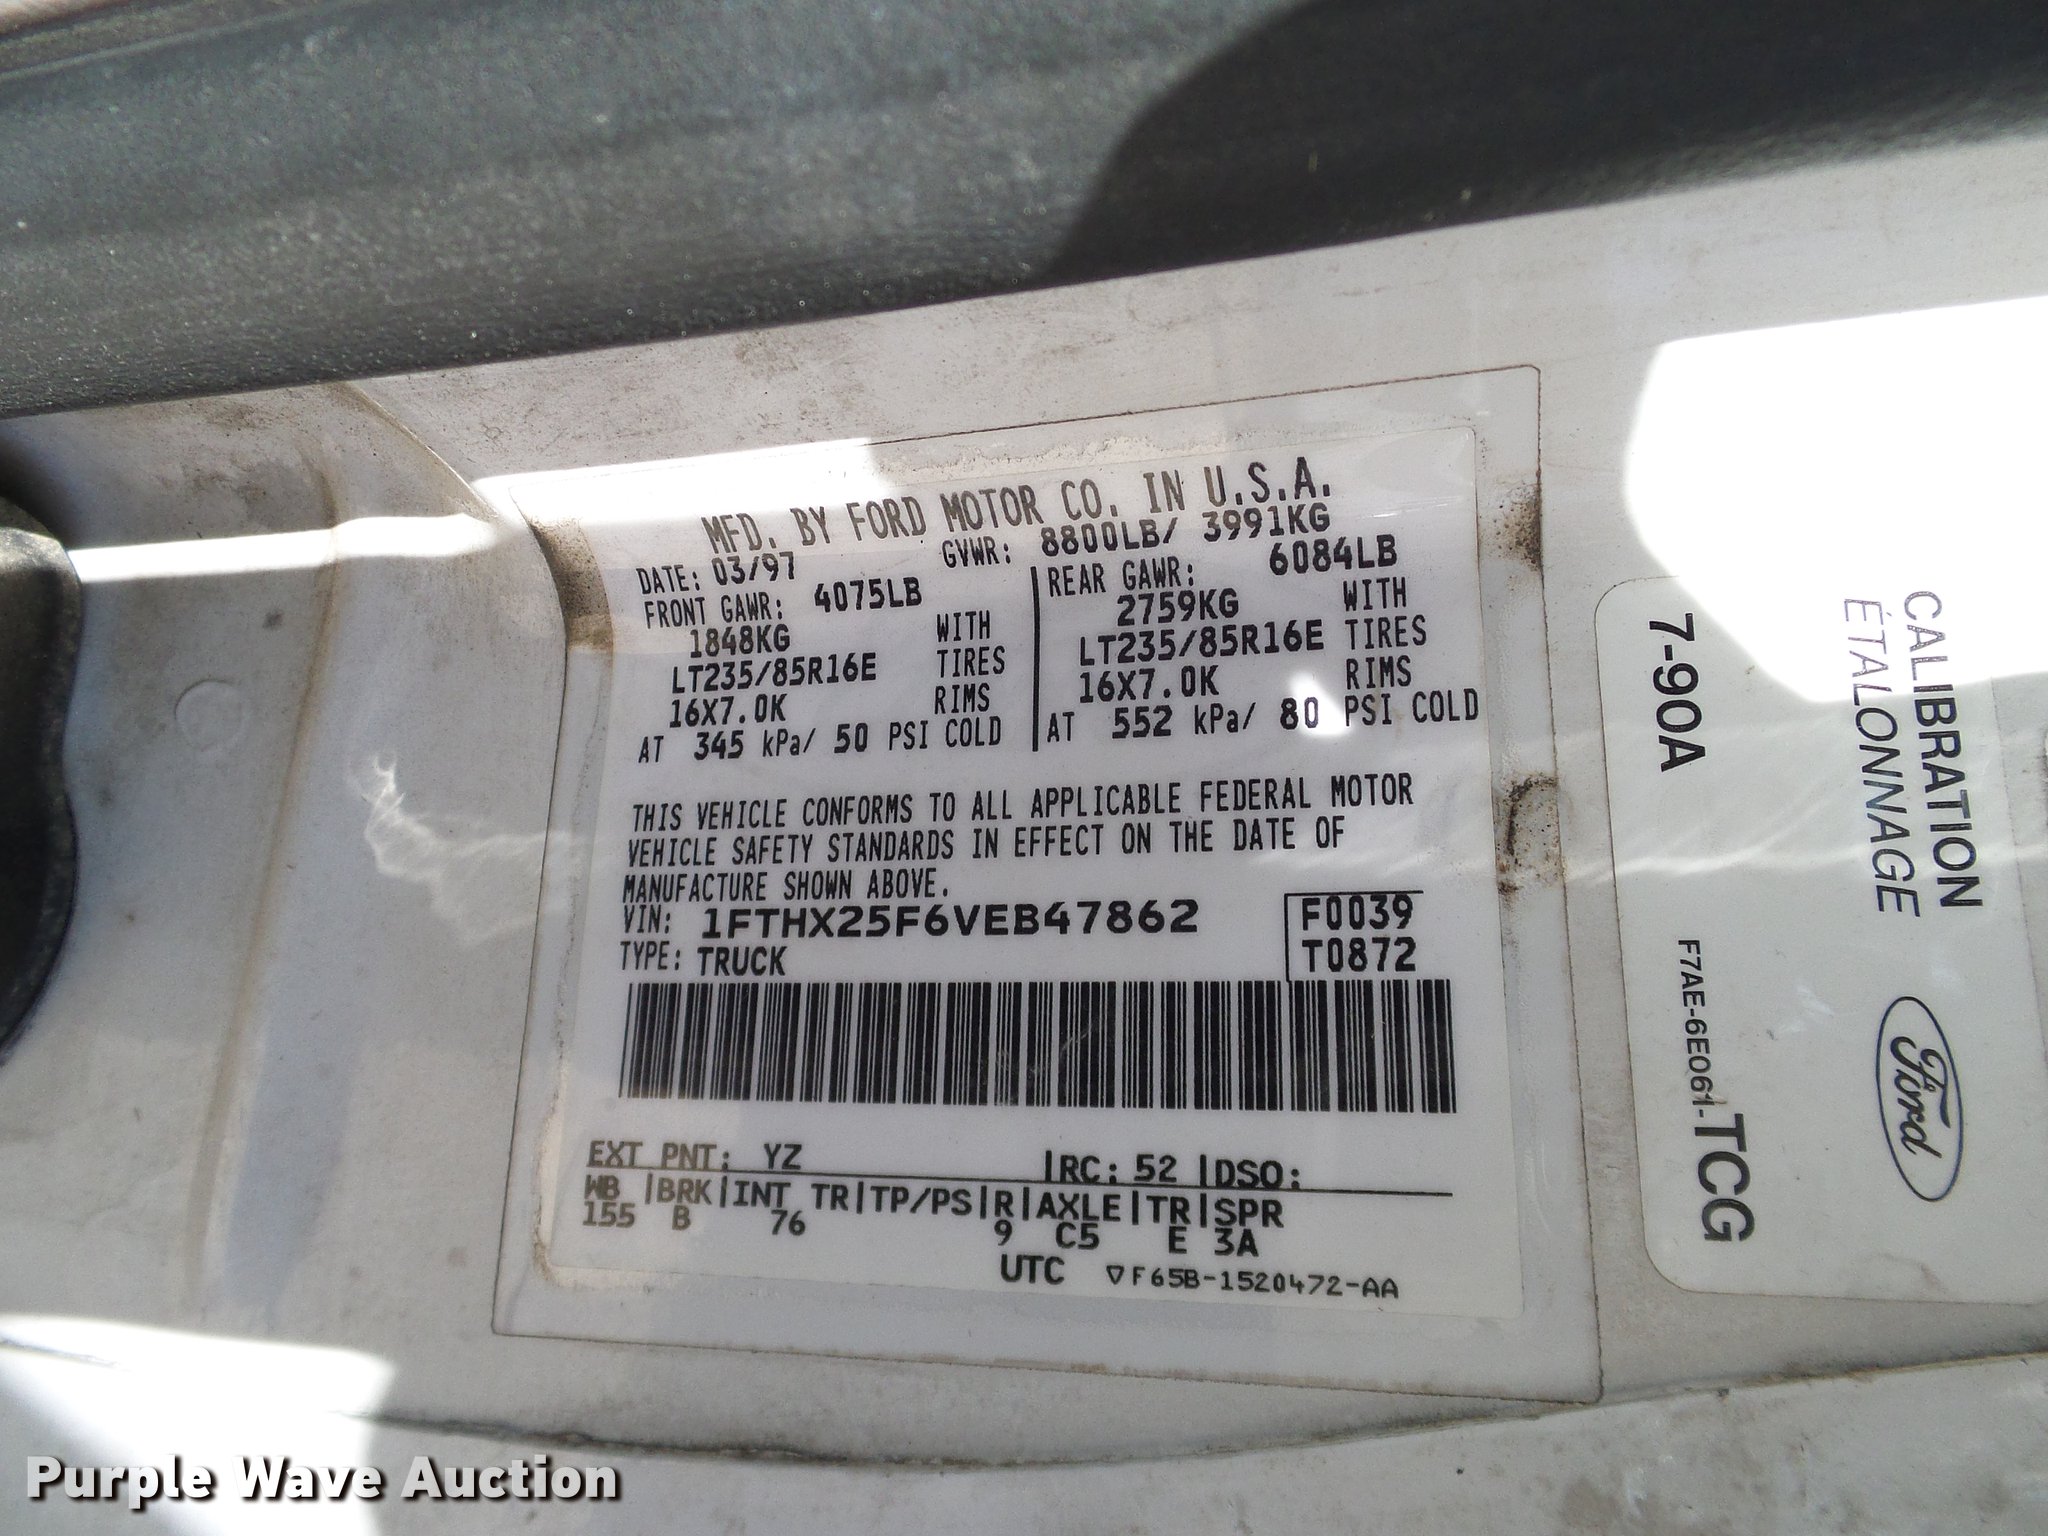 MFD. BY FORD MOTOR CO. IN U.S.A.
DATE: 03/97 GVWR: 8800LB/ 3991KG
FRONT GAWR: 4075LB
1848KG WITH
LT235/85R16E TIRES
16X7.0K RIMS
AT 345 kPa/ 50 PSI COLD
REAR GAWR: 6084LB
2759KG WITH
LT235/85R16E TIRES
16X7.0K RIMS
AT 552 kPa/ 80 PSI COLD
THIS VEHICLE CONFORMS TO ALL APPLICABLE FEDERAL MOTOR
VEHICLE SAFETY STANDARDS IN EFFECT ON THE DATE OF
MANUFACTURE SHOWN ABOVE.
VIN: 1FTHX25F6VEB47862 F0039
TYPE: TRUCK T0872
EXT PNT: YZ |RC: 52 |DSO:
WB |BRK|INT TR|TP/PS|R|AXLE|TR|SPR
155 B 76 9 C5 E 3A
UTC ▽F65B-1520472-AA
CALIBRATION
ÉTALONNAGE
7-90A
Ford
F7AE-6E061-TCG
Purple Wave Auction